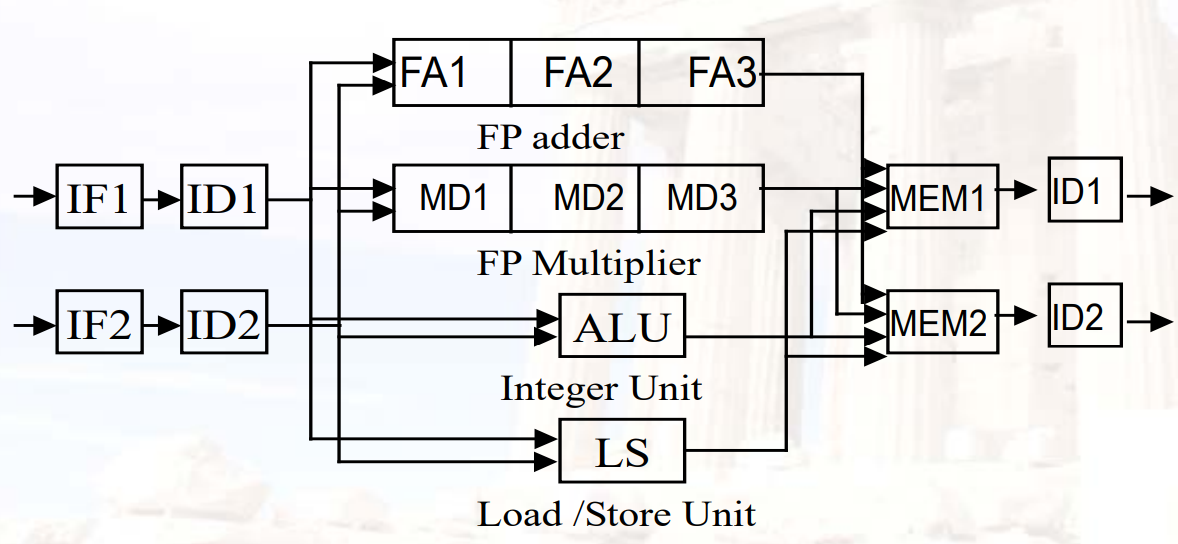 FA1 FA2 FA3
FP adder
IF1 ID1 MD1 MD2 MD3 MEM1 ID1
FP Multiplier
IF2 ID2 ALU MEM2 ID2
Integer Unit
LS
Load /Store Unit